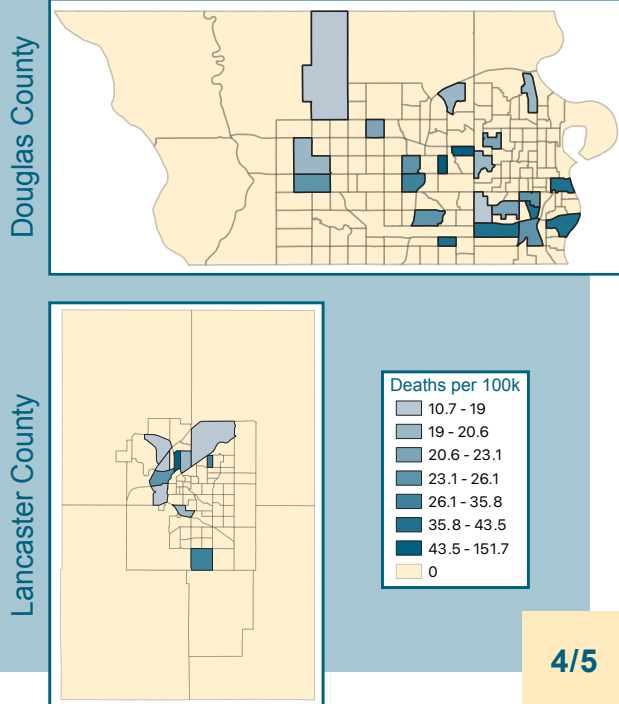 Douglas County
Lancaster County
Deaths per 100k
10.7 - 19
19 - 20.6
20.6 - 23.1
23.1 - 26.1
26.1 - 35.8
35.8 - 43.5
43.5 - 151.7
0
4/5